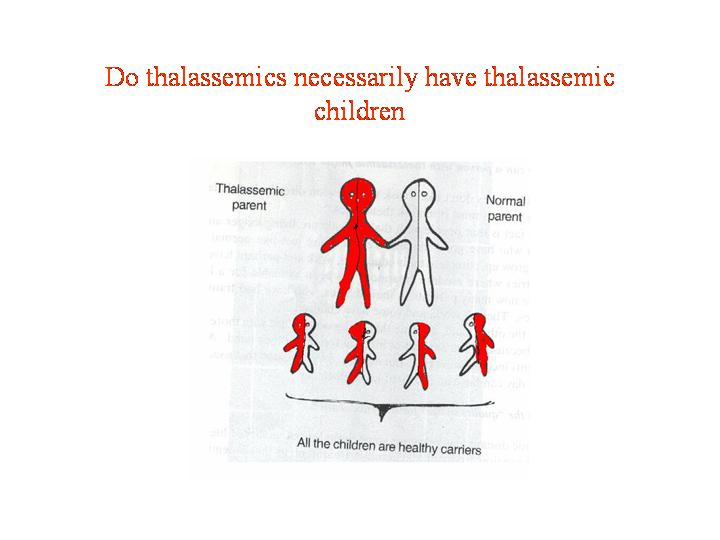 Do thalassemics necessarily have thalassemic
children
Thalassemic
parent
Normal
parent
All the children are healthy carriers